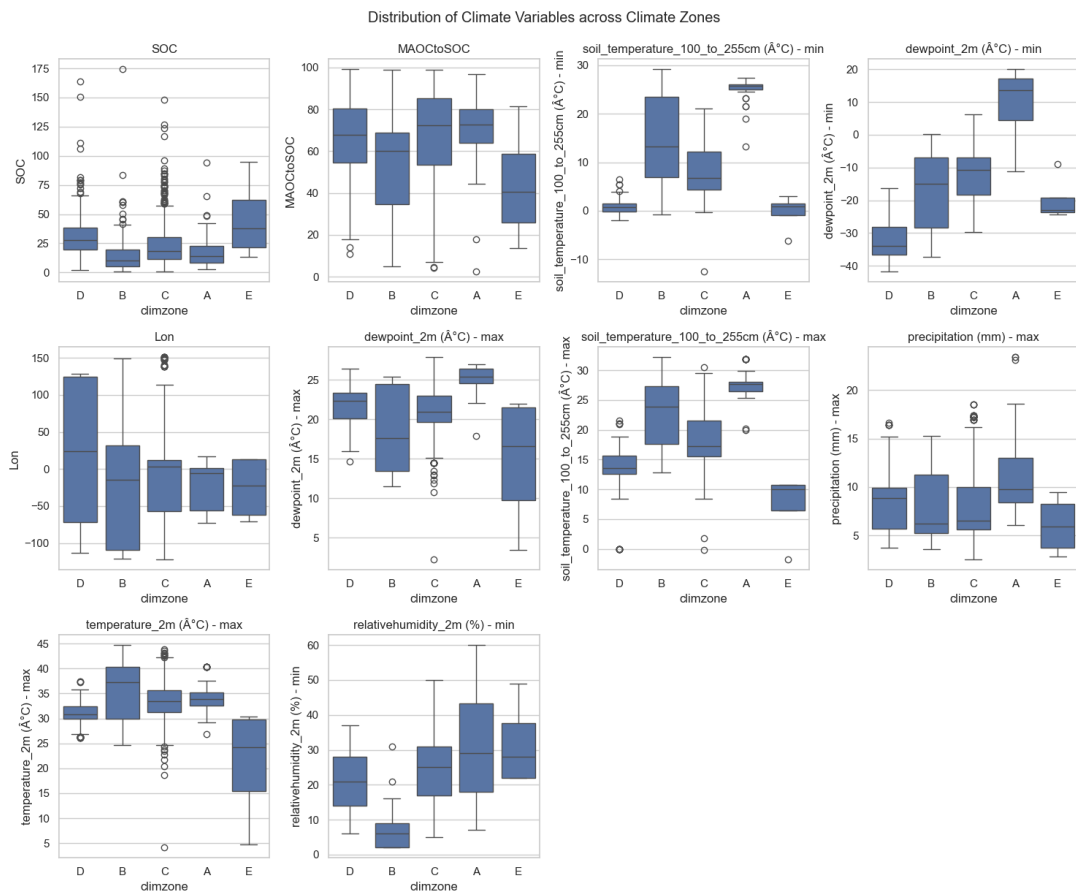 Distribution of Climate Variables across Climate Zones
SOC
175
150
125
100
75
50
25
0
SOC
D B C A E
climzone
MAOCtoSOC
100
80
60
40
20
0
MAOCtoSOC
D B C A E
climzone
soil_temperature_100_to_255cm (Â°C) - min
30
20
10
0
−10
soil_temperature_100_to_255cm (Â°C) - min
D B C A E
climzone
dewpoint_2m (Â°C) - min
20
10
0
−10
−20
−30
−40
dewpoint_2m (Â°C) - min
D B C A E
climzone
Lon
150
100
50
0
−50
−100
Lon
D B C A E
climzone
dewpoint_2m (Â°C) - max
25
20
15
10
5
dewpoint_2m (Â°C) - max
D B C A E
climzone
soil_temperature_100_to_255cm (Â°C) - max
30
25
20
15
10
5
0
soil_temperature_100_to_255cm (Â°C) - max
D B C A E
climzone
precipitation (mm) - max
20
15
10
5
precipitation (mm) - max
D B C A E
climzone
temperature_2m (Â°C) - max
45
40
35
30
25
20
15
10
5
temperature_2m (Â°C) - max
D B C A E
climzone
relativehumidity_2m (%) - min
60
50
40
30
20
10
0
relativehumidity_2m (%) - min
D B C A E
climzone